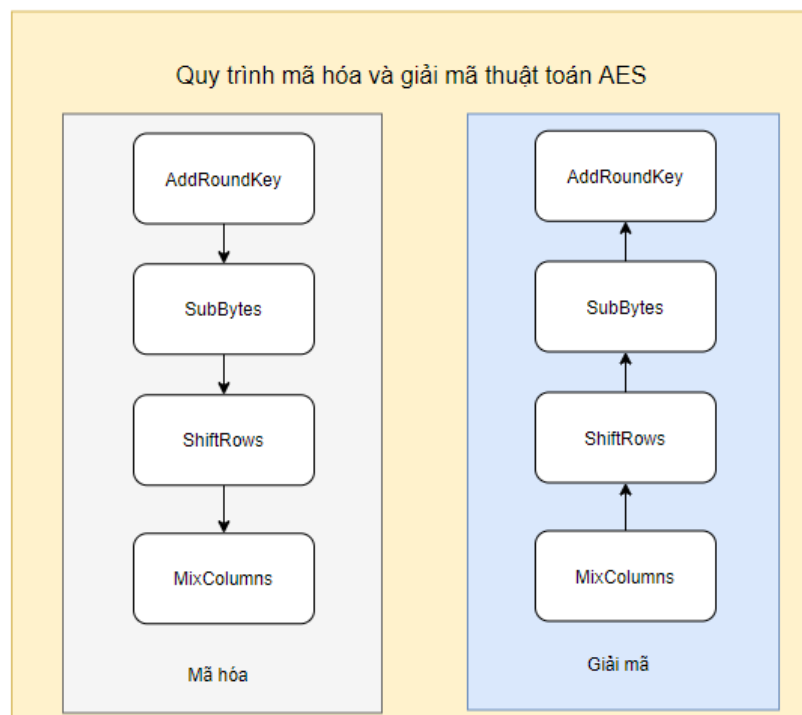 Quy trình mã hóa và giải mã thuật toán AES
AddRoundKey
SubBytes
ShiftRows
MixColumns
Mã hóa
AddRoundKey
SubBytes
ShiftRows
MixColumns
Giải mã